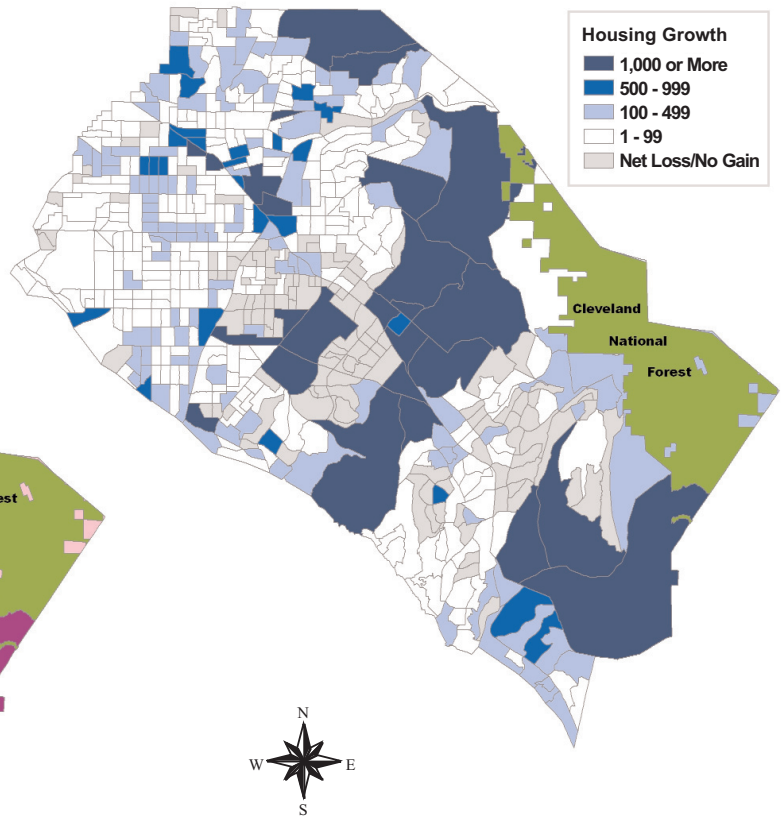 Housing Growth
1,000 or More
500 - 999
100 - 499
1 - 99
Net Loss/No Gain
Cleveland
National
Forest
est
N
W
E
S